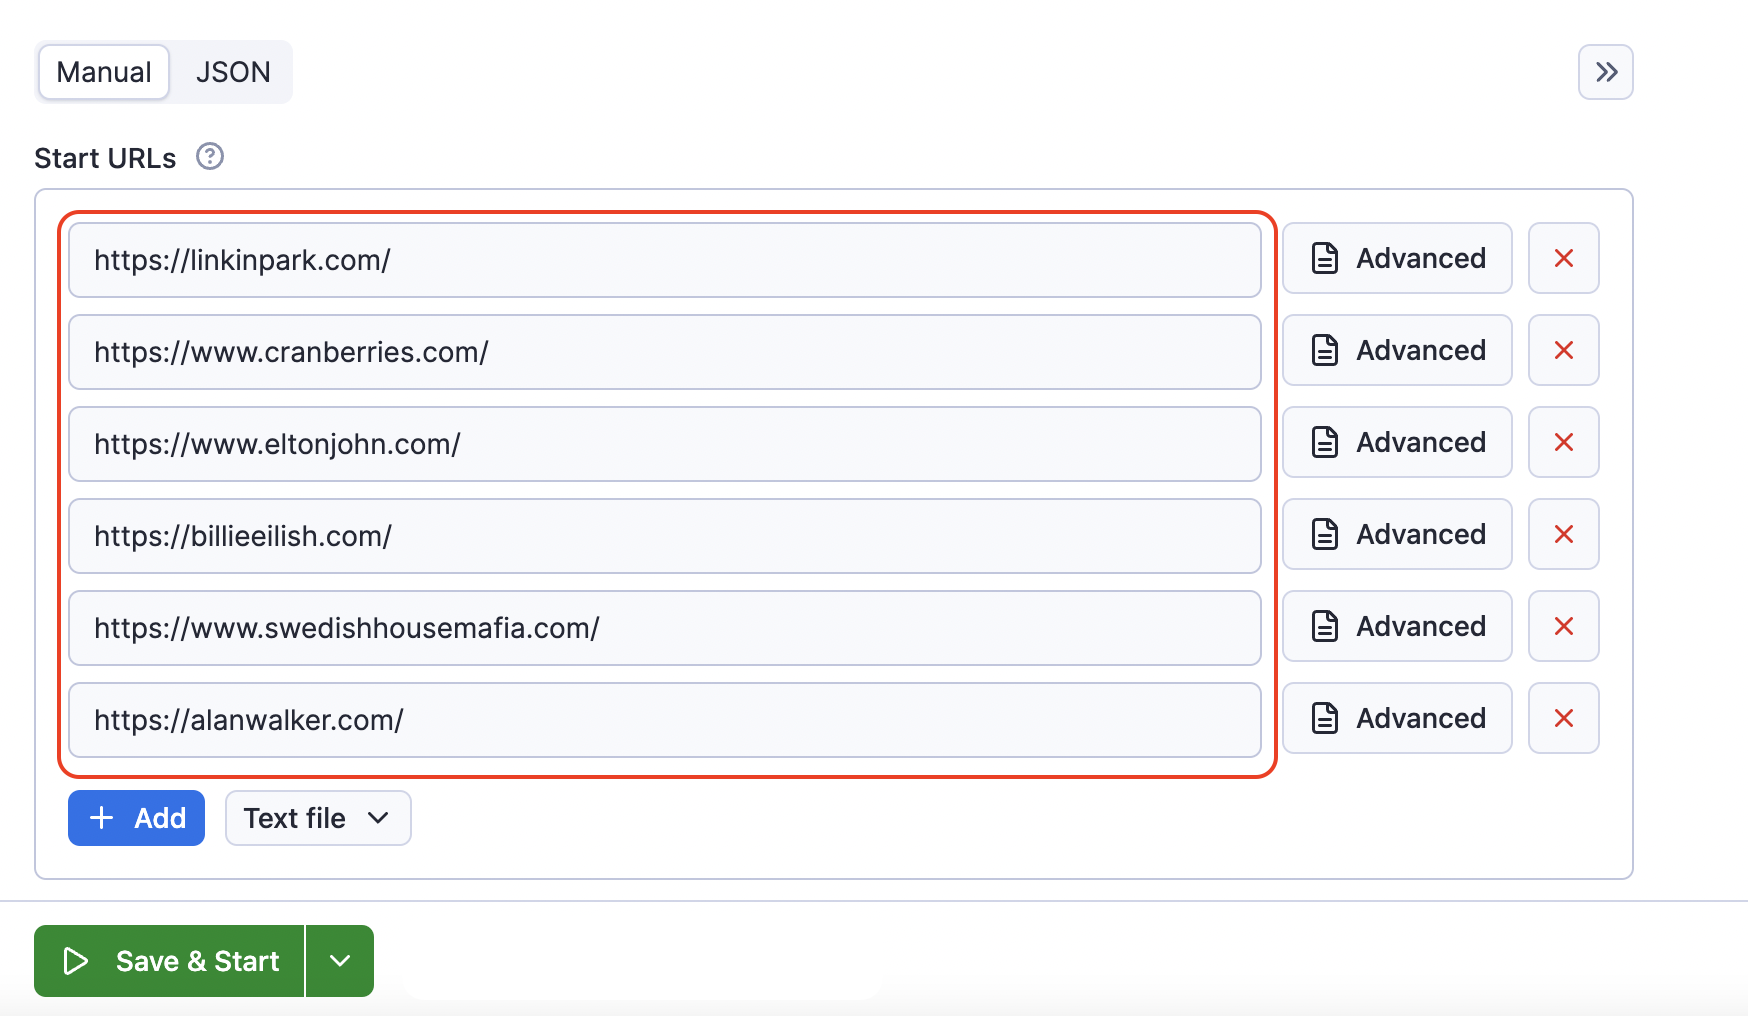 Manual JSON
Start URLs
https://linkinpark.com/ Advanced
https://www.cranberries.com/ Advanced
https://www.eltonjohn.com/ Advanced
https://billieeilish.com/ Advanced
https://www.swedishhousemafia.com/ Advanced
https://alanwalker.com/ Advanced
Add Text file
Save & Start